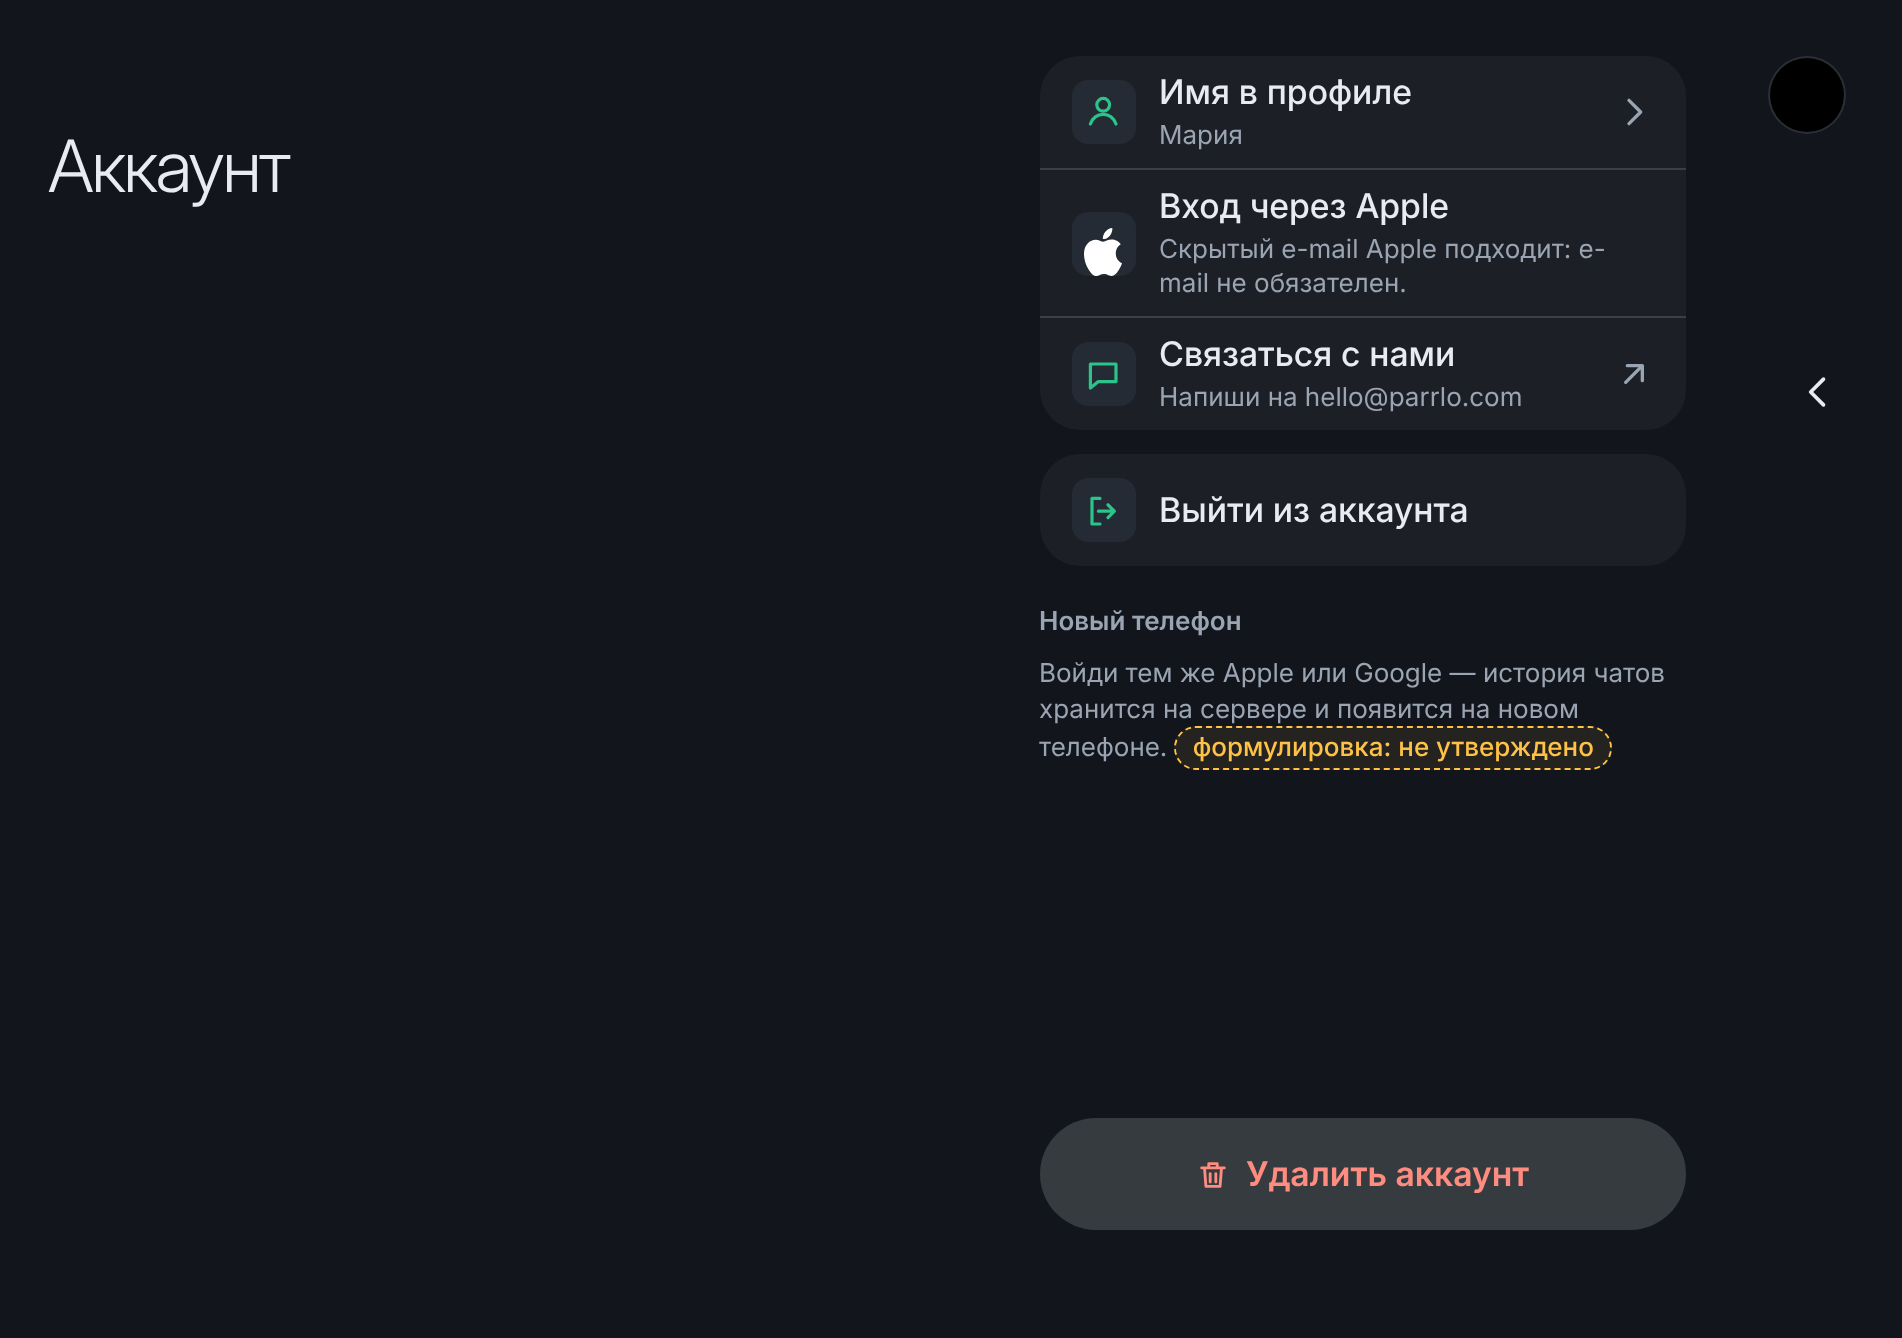 Аккаунт
Имя в профиле
Мария
Вход через Apple
Скрытый e-mail Apple подходит: e-
mail не обязателен.
Связаться с нами
Напиши на hello@parrlo.com
Выйти из аккаунта
Новый телефон
Войди тем же Apple или Google — история чатов
хранится на сервере и появится на новом
телефоне. формулировка: не утверждено
Удалить аккаунт